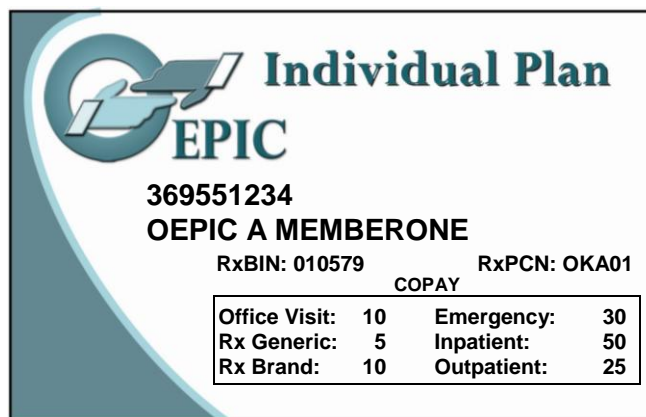 Individual Plan
OEPIC
369551234
OEPIC A MEMBERONE
RxBIN: 010579 RxPCN: OKA01
COPAY
Office Visit: 10 Emergency: 30
Rx Generic: 5 Inpatient: 50
Rx Brand: 10 Outpatient: 25